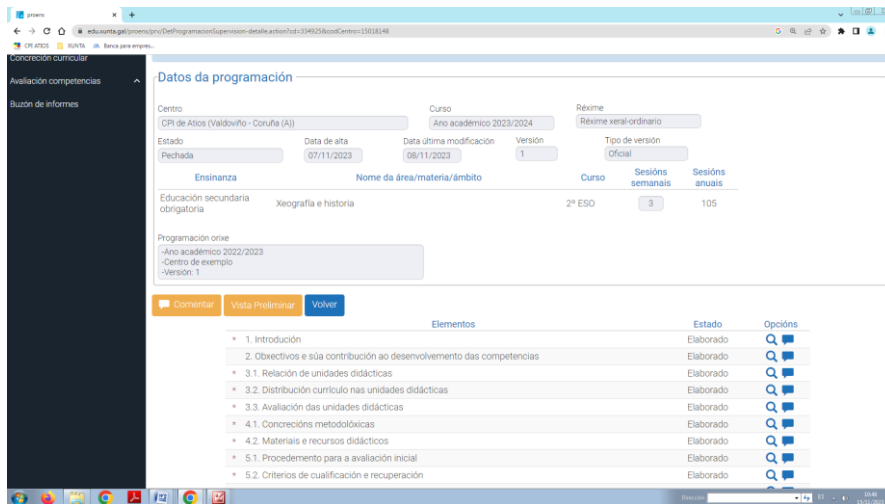 proens
edu.xunta.gal/proens/prv/DetProgramacionSupervision-detalle.action?cd=334925&codCentro=15018148
CPI ATIOS XUNTA Banca para empres...
Concreción curricular
Avaliación competencias
Buzón de informes
Datos da programación
Centro Curso Réxime
CPI de Atios (Valdoviño - Coruña (A)) Ano académico 2023/2024 Réxime xeral-ordinario
Estado Data de alta Data última modificación Versión Tipo de versión
Pechada 07/11/2023 08/11/2023 1 Oficial
Ensinanza Nome da área/materia/ámbito Curso Sesións semanais Sesións anuais
Educación secundaria obrigatoria Xeografía e historia 2º ESO 3 105
Programación orixe
-Ano académico 2022/2023
-Centro de exemplo
-Versión: 1
Comentar Vista Preliminar Volver
Elementos Estado Opcións
* 1. Introdución Elaborado
2. Obxectivos e súa contribución ao desenvolvemento das competencias Elaborado
* 3.1. Relación de unidades didácticas Elaborado
* 3.2. Distribución currículo nas unidades didácticas Elaborado
* 3.3. Avaliación das unidades didácticas Elaborado
* 4.1. Concrecións metodolóxicas Elaborado
* 4.2. Materiais e recursos didácticos Elaborado
* 5.1. Procedemento para a avaliación inicial Elaborado
* 5.2. Criterios de cualificación e recuperación Elaborado
Dirección
10:48